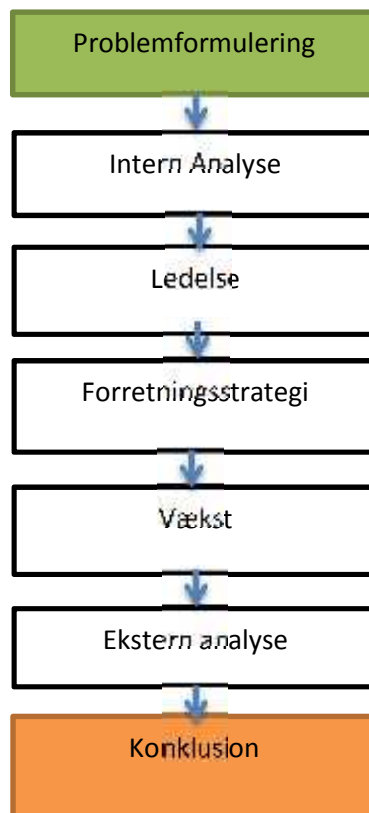 Problemformulering
Intern Analyse
Ledelse
Forretningsstrategi
Vækst
Ekstern analyse
Konklusion